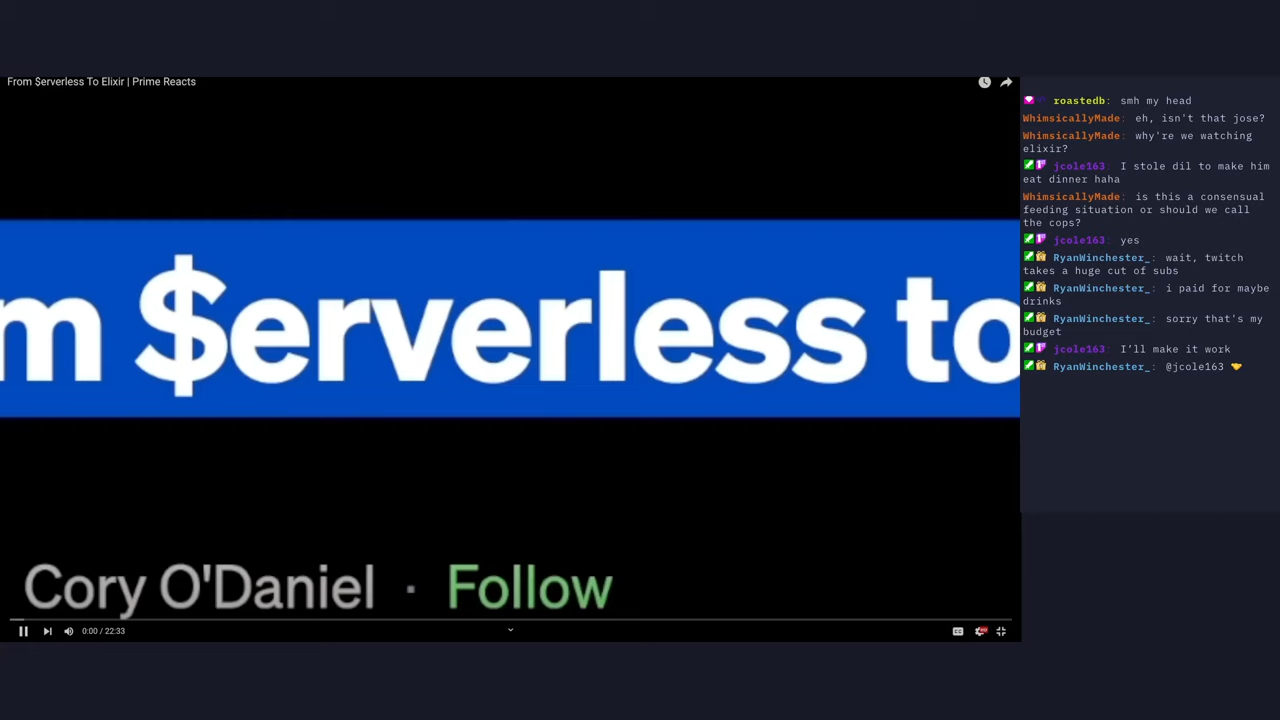 From $erverless To Elixir | Prime Reacts
m $erverless to
Cory O'Daniel · Follow
0:00 / 22:33
CC
HD
roastedb: smh my head
WhimsicallyMade: eh, isn't that jose?
WhimsicallyMade: why're we watching
elixir?
jcole163: I stole dil to make him
eat dinner haha
WhimsicallyMade: is this a consensual
feeding situation or should we call
the cops?
jcole163: yes
RyanWinchester_: wait, twitch
takes a huge cut of subs
RyanWinchester_: i paid for maybe
drinks
RyanWinchester_: sorry that's my
budget
jcole163: I’ll make it work
RyanWinchester_: @jcole163